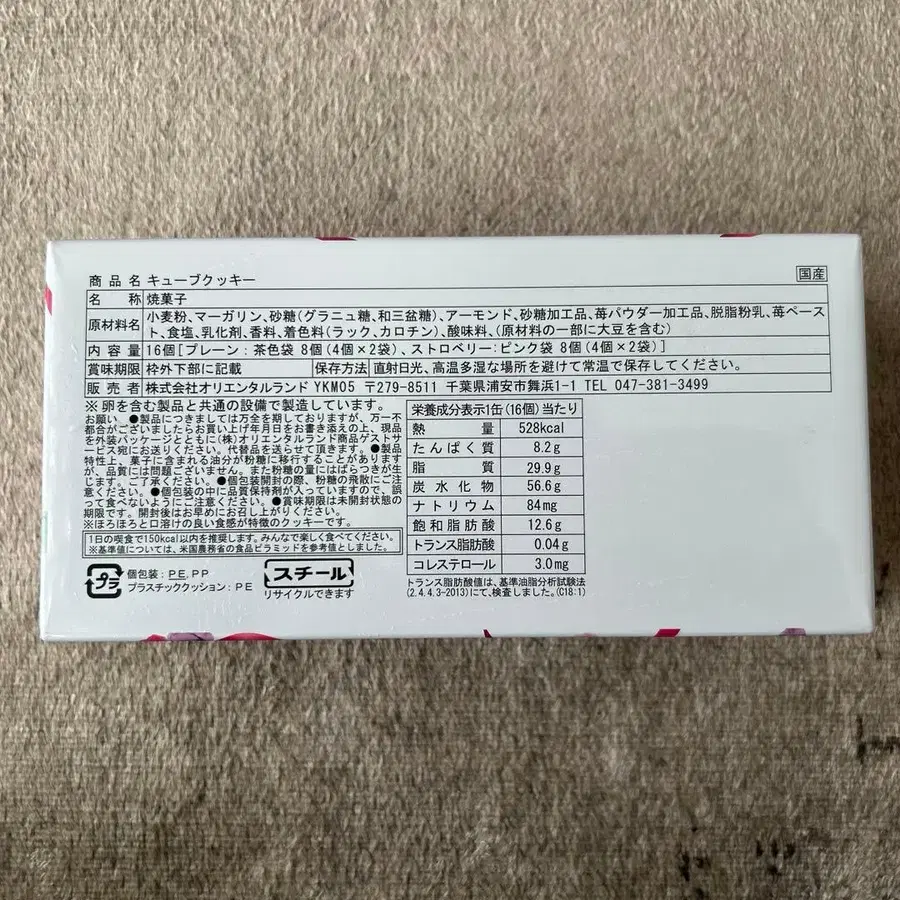 商品名 キューブクッキー 国産
名称 焼菓子
原材料名 小麦粉、マーガリン、砂糖(グラニュ糖、和三盆糖)、アーモンド、砂糖加工品、苺パウダー加工品、脱脂粉乳、苺ペース
ト、食塩、乳化剤、香料、着色料(ラック、カロチン)、酸味料、(原材料の一部に大豆を含む)
内容量 16個[プレーン:茶色袋 8個(4個×2袋)、ストロベリー:ピンク袋 8個(4個×2袋)]
賞味期限 枠外下部に記載 保存方法 直射日光、高温多湿な場所を避けて常温で保存してください。
販売者 株式会社オリエンタルランド YKM05 〒279-8511 千葉県浦安市舞浜1-1 TEL 047-381-3499
※卵を含む製品と共通の設備で製造しています。
お願い ●製品につきましては万全を期しておりますが、万一不
都合がございましたらお買い上げ年月日をお書き添えの上、現品
を外装パッケージとともに(株)オリエンタルランド商品ゲストサ
ービス宛にお送りください。代替品を送らせて頂きます。●製品
特性上、菓子に含まれる油分が粉糖に移行することがあります
が、品質には問題ございません。また粉糖の量にはばらつきが生
じます。ご了承ください。●個包装開封の際、粉糖の飛散にご注
意ください。●個包装の中に品質保持剤が入っていますので、誤
って食べないようにご注意ください。●賞味期限は未開封状態の
期限です。開封後はお早めにお召し上がりください。
※ほろほろと口溶けの良い食感が特徴のクッキーです。
1日の喫食で150kcal以内を推奨します。みんなで楽しく食べてください。
※基準値については、米国農務省の食品ピラミッドを参考値としました。
プラ 個包装:PE,PP
プラスチッククッション:PE
スチール
リサイクルできます
栄養成分表示1缶(16個)当たり
熱量 528kcal
たんぱく質 8.2g
脂質 29.9g
炭水化物 56.6g
ナトリウム 84mg
飽和脂肪酸 12.6g
トランス脂肪酸 0.04g
コレステロール 3.0mg
トランス脂肪酸値は、基準油脂分析試験法
(2.4.4.3-2013)にて、検査しました。(C18:1)